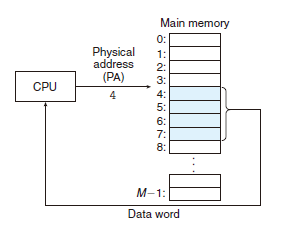 Main memory
0:
1:
Physical
address
(PA)
2:
3:
CPU
4
4:
5:
6:
7:
8:
M−1:
Data word